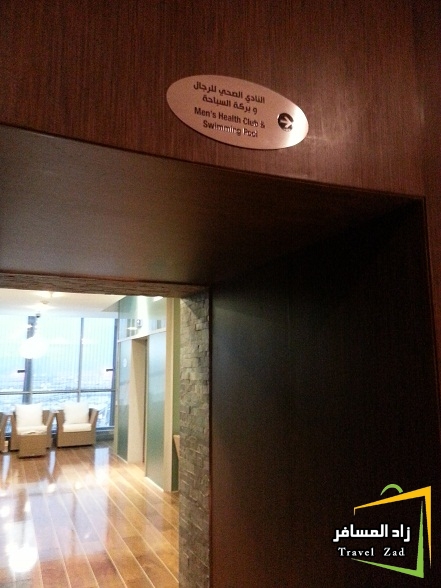 النادي الصحي للرجال
و بركة السباحة
Men's Health Club &
Swimming Pool
زاد المسافر
Travel Zad